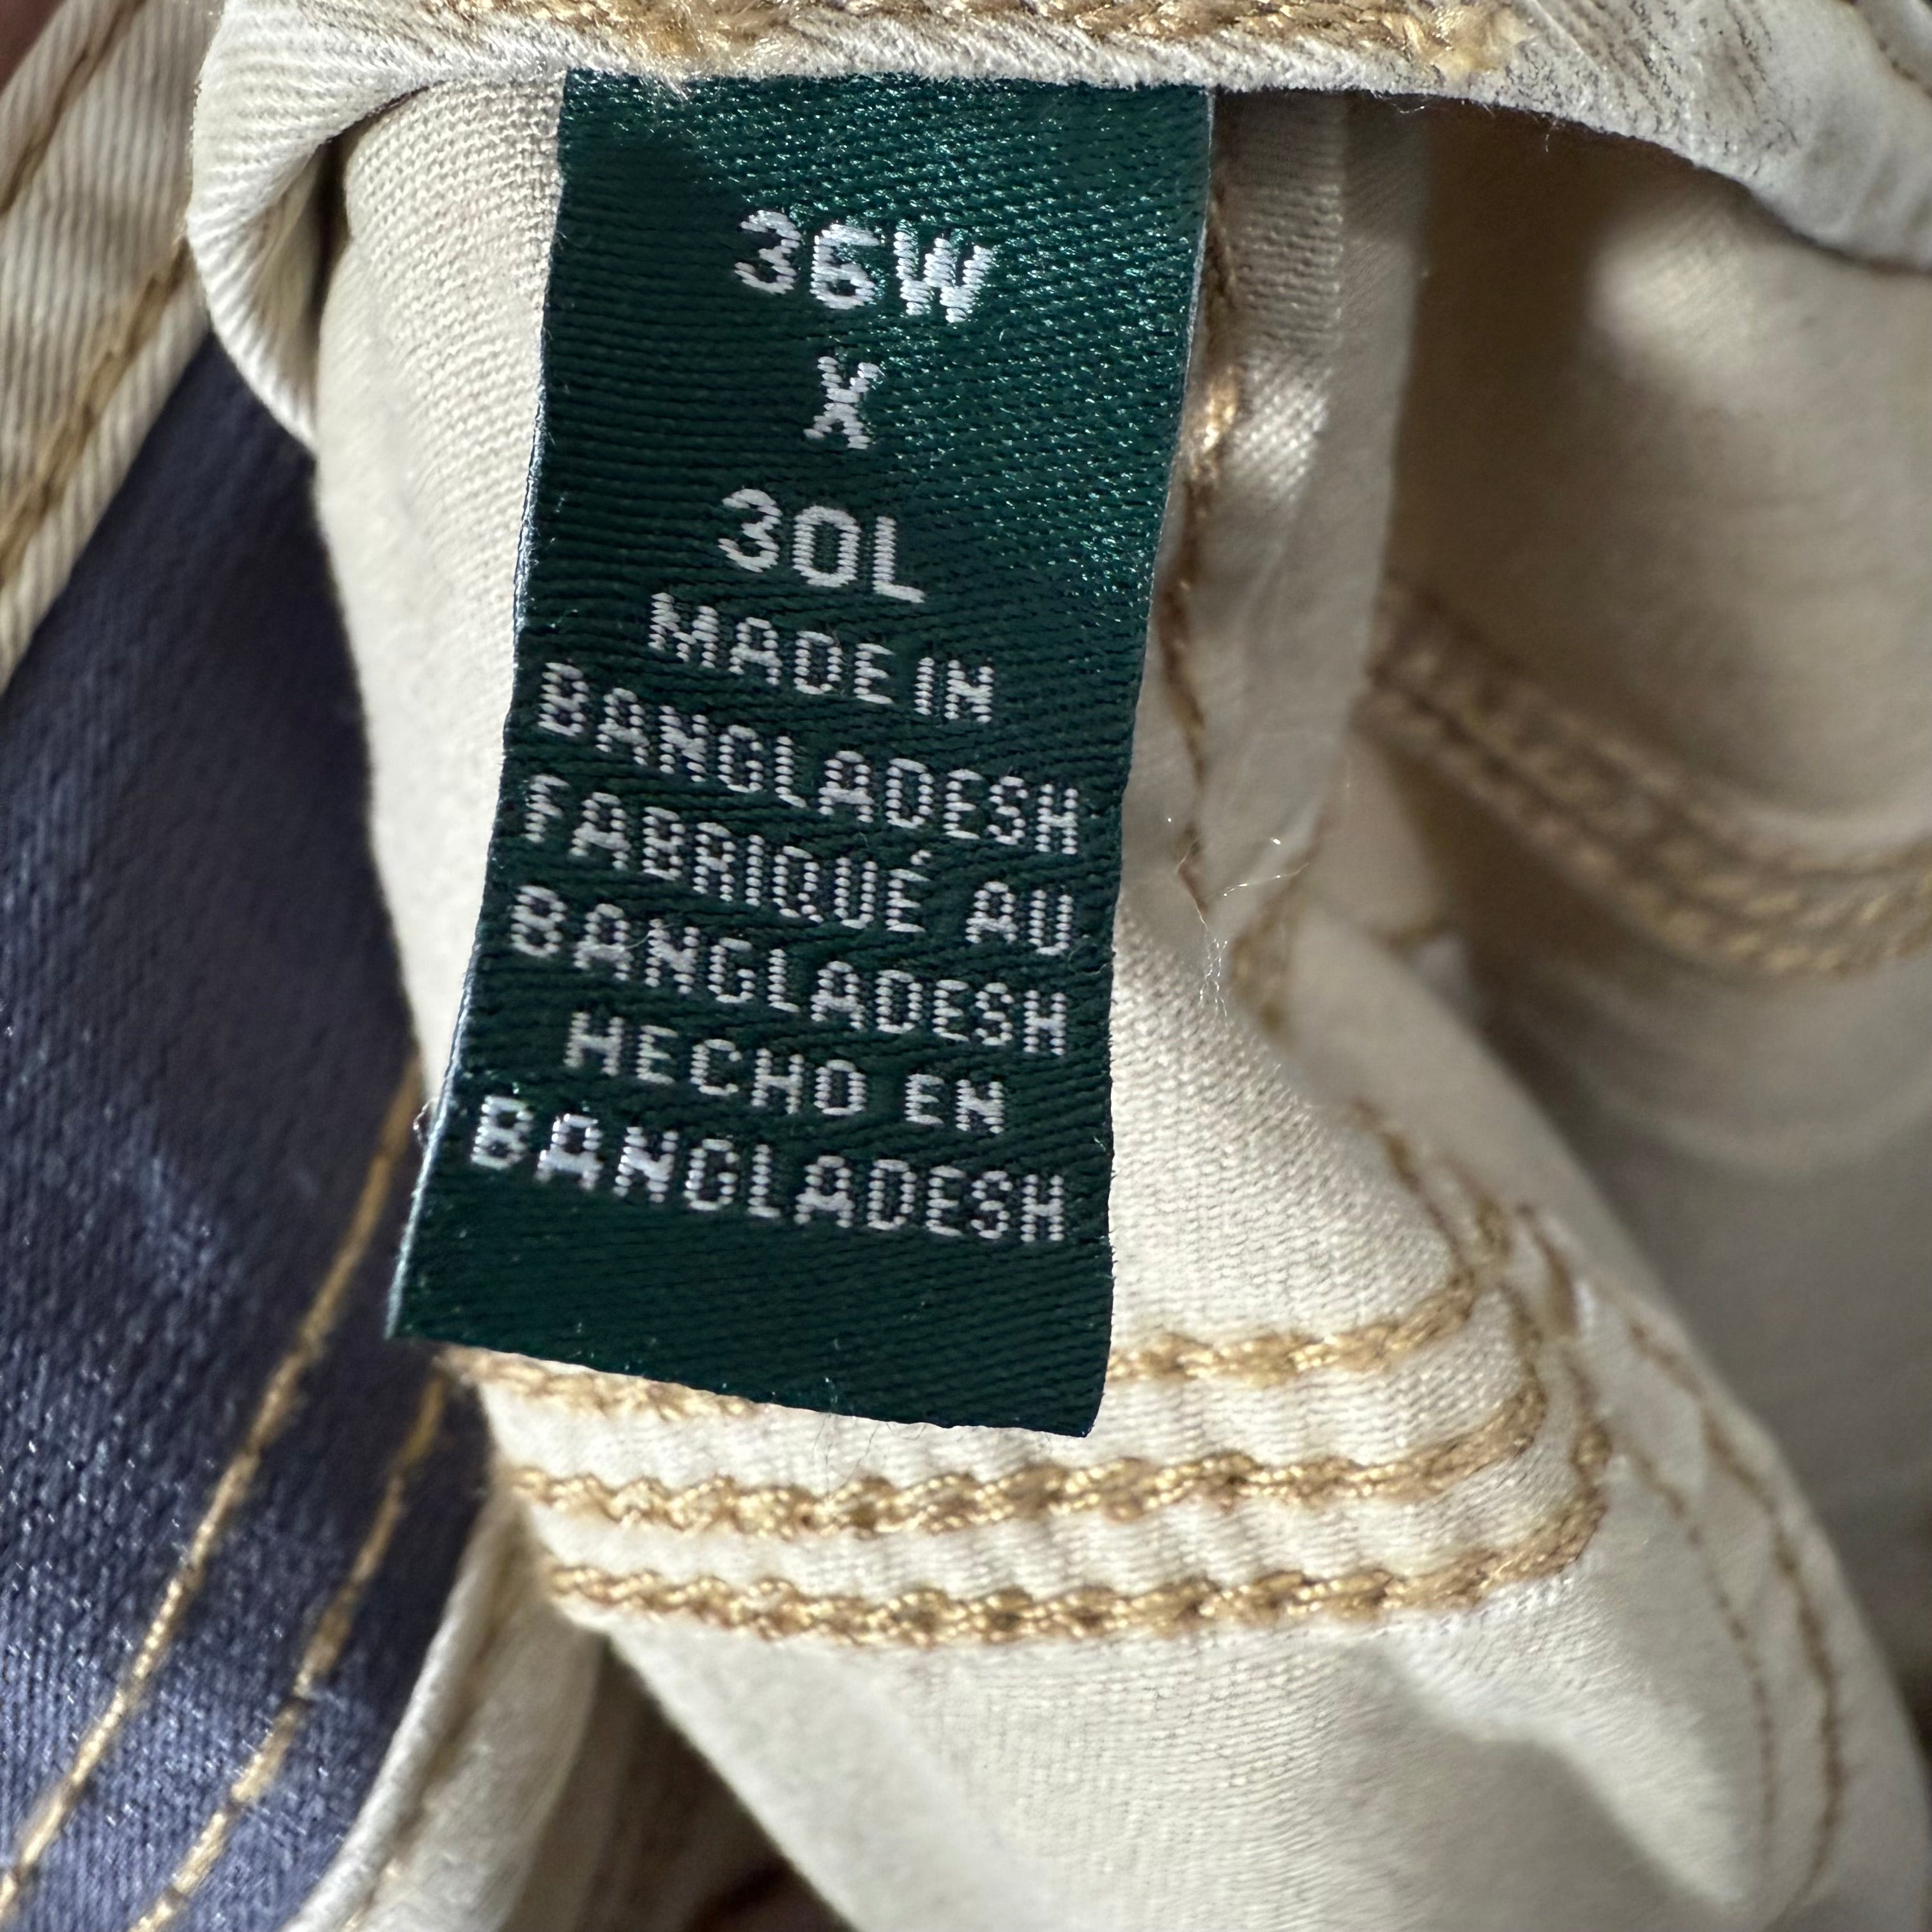 36W
X
30L
MADE IN
BANGLADESH
FABRIQUÉ AU
BANGLADESH
HECHO EN
BANGLADESH